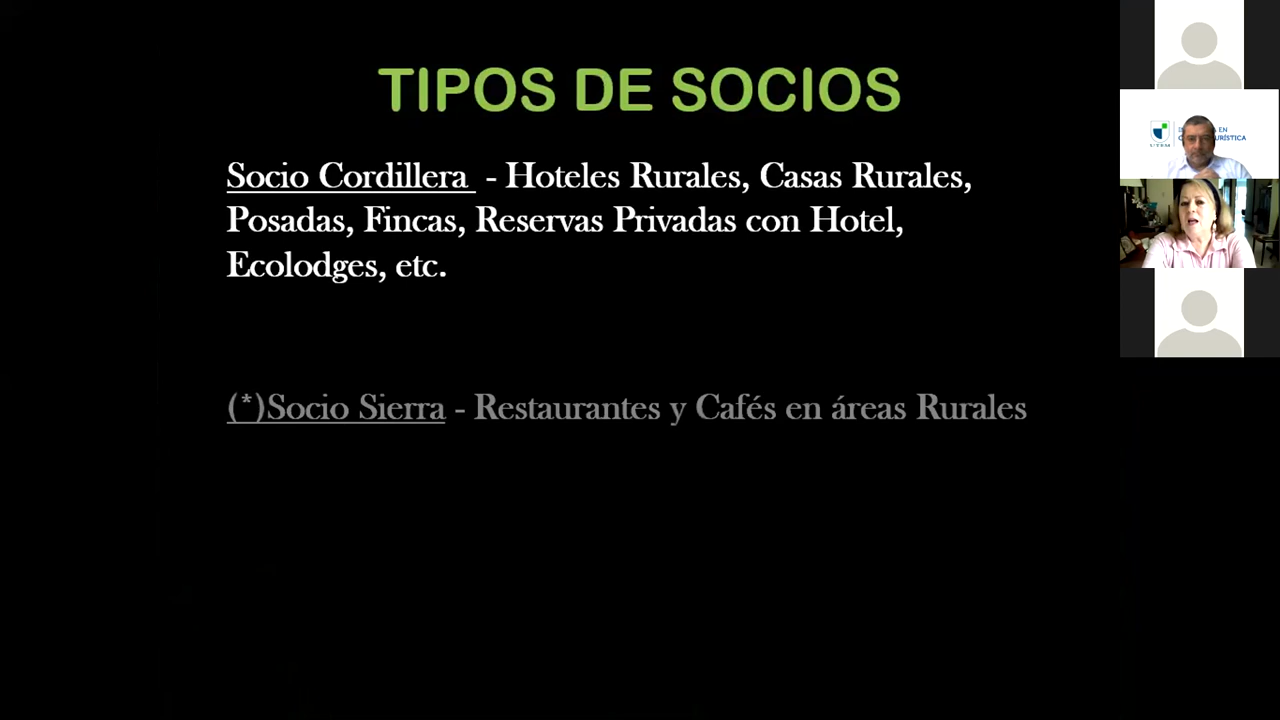 TIPOS DE SOCIOS
Socio Cordillera - Hoteles Rurales, Casas Rurales,
Posadas, Fincas, Reservas Privadas con Hotel,
Ecolodges, etc.
(*)Socio Sierra - Restaurantes y Cafés en áreas Rurales